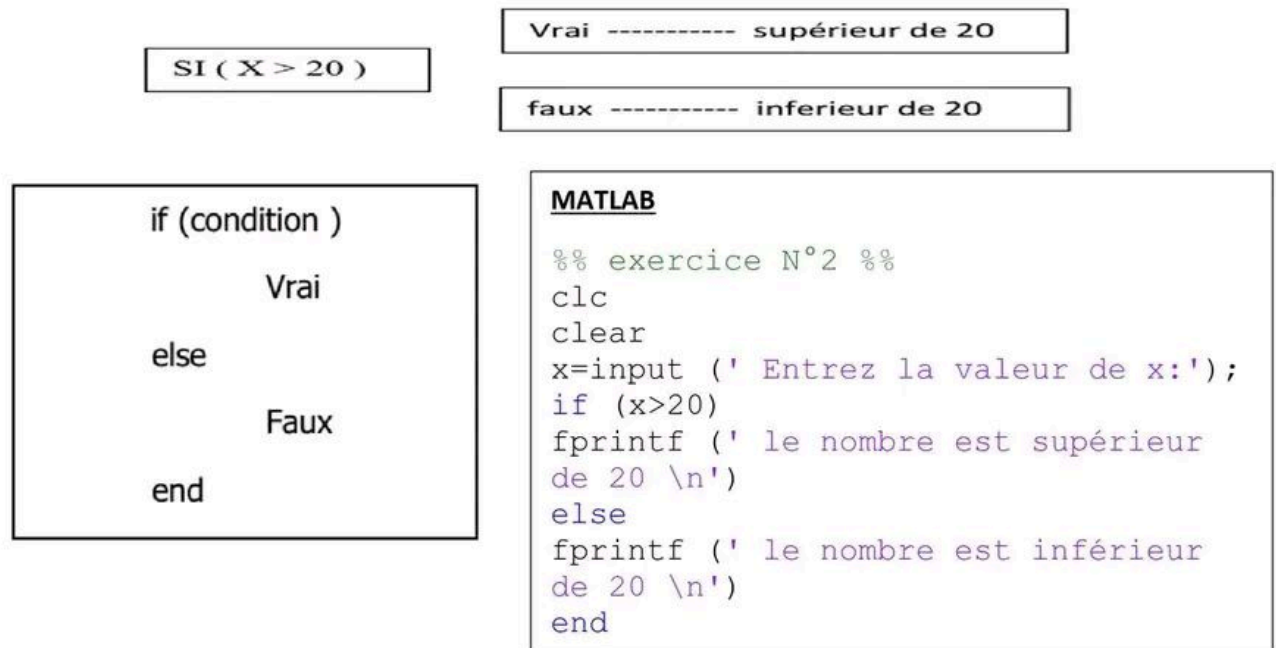 SI ( X > 20 )
Vrai ----------- supérieur de 20
faux ----------- inferieur de 20
if (condition )
Vrai
else
Faux
end
MATLAB
%% exercice N°2 %%
clc
clear
x=input (' Entrez la valeur de x:');
if (x>20)
fprintf (' le nombre est supérieur
de 20 \n')
else
fprintf (' le nombre est inférieur
de 20 \n')
end